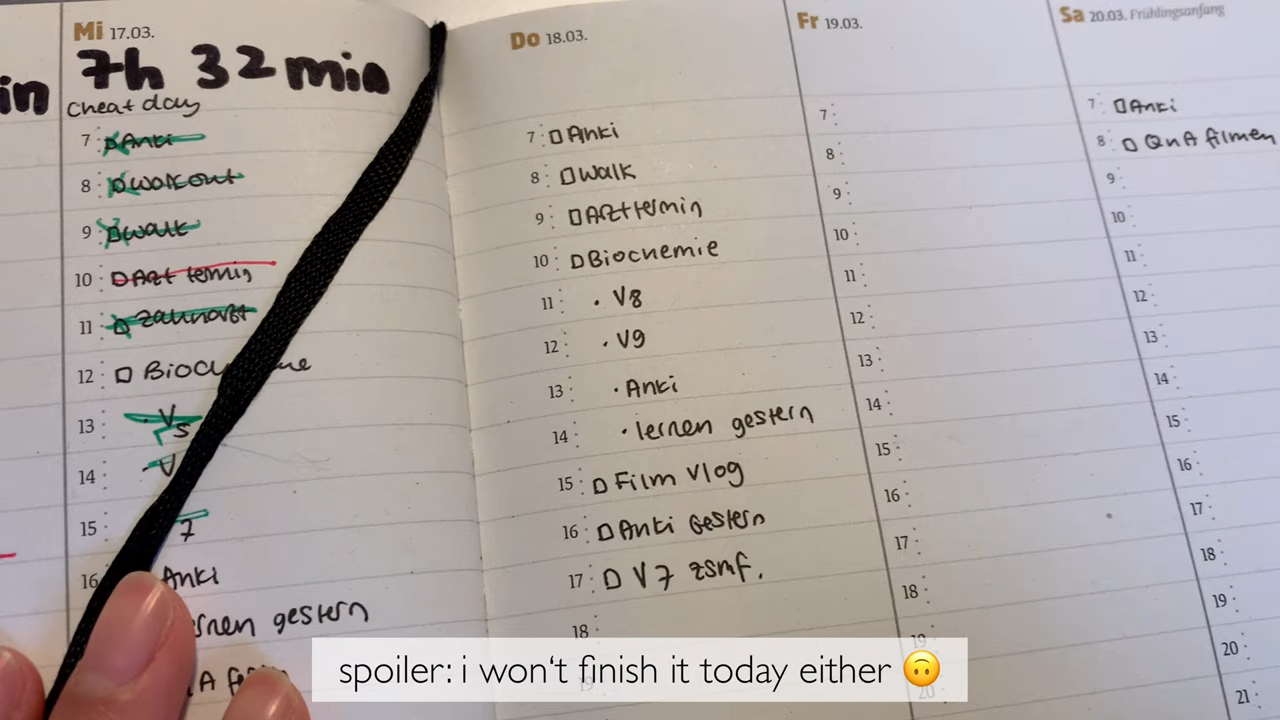 in
Mi 17.03.
7h 32 min
Cheat day
7 Anki
8 workout
9 walk
10 Arzt termin
11 Zahnarzt
12
13 V5
14 V
15 7
16 Anki
gestern
Do 18.03.
7 Anki
8 Walk
9 Arzttermin
10 Biochemie
11 · V8
12 · V9
13 · Anki
14 · lernen gestern
15 Film Vlog
16 Anki Gestern
17 V7 zsmf.
18
19
Fr 19.03.
7
8
9
10
11
12
13
14
15
16
17
18
19
20
Sa 20.03. Frühlingsanfang
7 Anki
8 QnA filmen
9
10
11
12
13
14
15
16
17
18
19
20
21
spoiler: i won't finish it today either 🙃